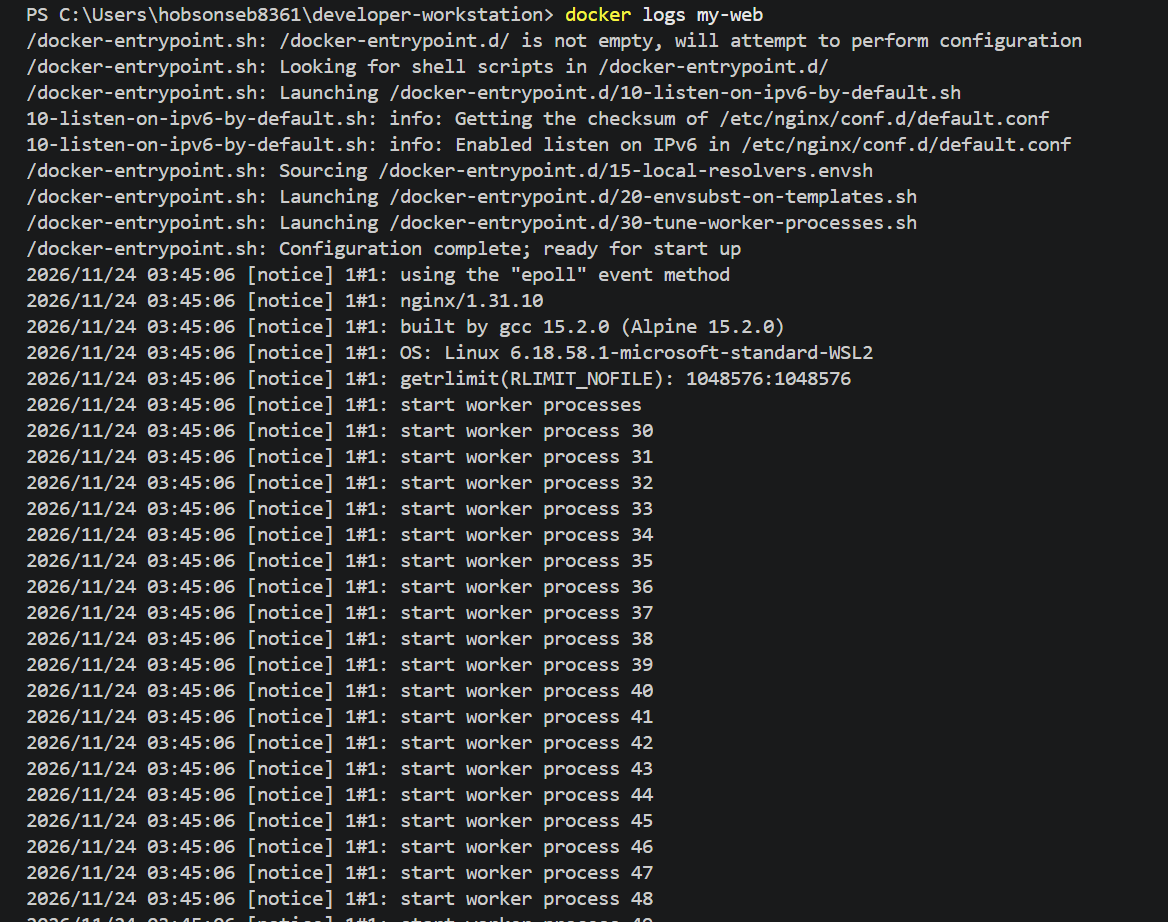 PS C:\Users\hobsonseb8361\developer-workstation> docker logs my-web
/docker-entrypoint.sh: /docker-entrypoint.d/ is not empty, will attempt to perform configuration
/docker-entrypoint.sh: Looking for shell scripts in /docker-entrypoint.d/
/docker-entrypoint.sh: Launching /docker-entrypoint.d/10-listen-on-ipv6-by-default.sh
10-listen-on-ipv6-by-default.sh: info: Getting the checksum of /etc/nginx/conf.d/default.conf
10-listen-on-ipv6-by-default.sh: info: Enabled listen on IPv6 in /etc/nginx/conf.d/default.conf
/docker-entrypoint.sh: Sourcing /docker-entrypoint.d/15-local-resolvers.envsh
/docker-entrypoint.sh: Launching /docker-entrypoint.d/20-envsubst-on-templates.sh
/docker-entrypoint.sh: Launching /docker-entrypoint.d/30-tune-worker-processes.sh
/docker-entrypoint.sh: Configuration complete; ready for start up
2026/11/24 03:45:06 [notice] 1#1: using the "epoll" event method
2026/11/24 03:45:06 [notice] 1#1: nginx/1.31.10
2026/11/24 03:45:06 [notice] 1#1: built by gcc 15.2.0 (Alpine 15.2.0)
2026/11/24 03:45:06 [notice] 1#1: OS: Linux 6.18.58.1-microsoft-standard-WSL2
2026/11/24 03:45:06 [notice] 1#1: getrlimit(RLIMIT_NOFILE): 1048576:1048576
2026/11/24 03:45:06 [notice] 1#1: start worker processes
2026/11/24 03:45:06 [notice] 1#1: start worker process 30
2026/11/24 03:45:06 [notice] 1#1: start worker process 31
2026/11/24 03:45:06 [notice] 1#1: start worker process 32
2026/11/24 03:45:06 [notice] 1#1: start worker process 33
2026/11/24 03:45:06 [notice] 1#1: start worker process 34
2026/11/24 03:45:06 [notice] 1#1: start worker process 35
2026/11/24 03:45:06 [notice] 1#1: start worker process 36
2026/11/24 03:45:06 [notice] 1#1: start worker process 37
2026/11/24 03:45:06 [notice] 1#1: start worker process 38
2026/11/24 03:45:06 [notice] 1#1: start worker process 39
2026/11/24 03:45:06 [notice] 1#1: start worker process 40
2026/11/24 03:45:06 [notice] 1#1: start worker process 41
2026/11/24 03:45:06 [notice] 1#1: start worker process 42
2026/11/24 03:45:06 [notice] 1#1: start worker process 43
2026/11/24 03:45:06 [notice] 1#1: start worker process 44
2026/11/24 03:45:06 [notice] 1#1: start worker process 45
2026/11/24 03:45:06 [notice] 1#1: start worker process 46
2026/11/24 03:45:06 [notice] 1#1: start worker process 47
2026/11/24 03:45:06 [notice] 1#1: start worker process 48